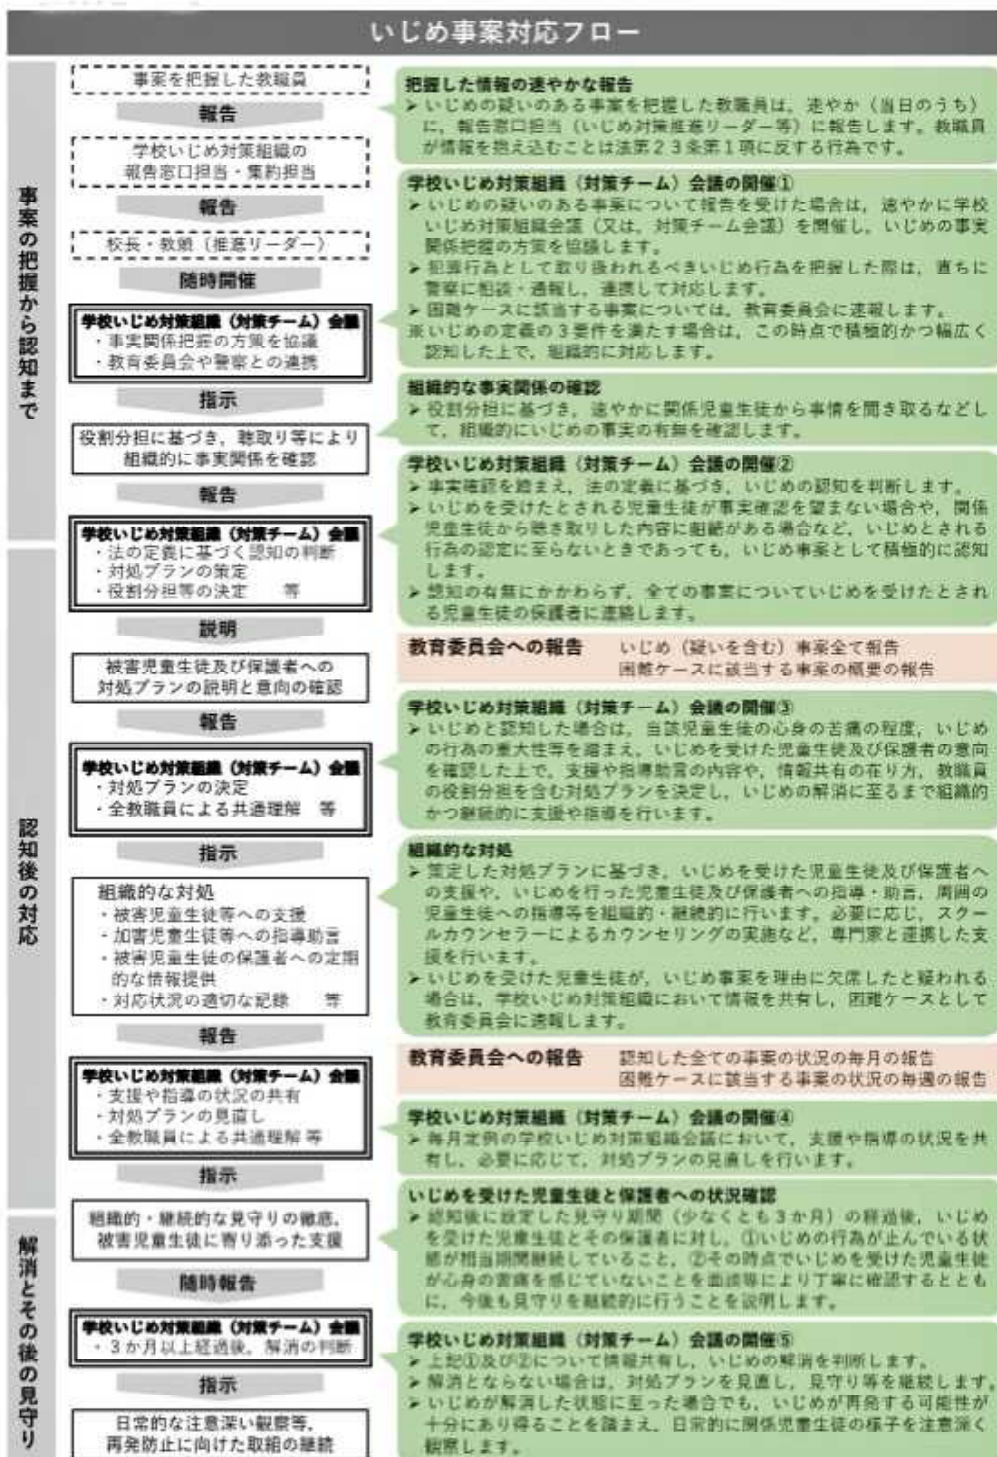 いじめ事案対応フロー
事案の把握から認知まで
事案を把握した教職員
報告
学校いじめ対策組織の
報告窓口担当・集約担当
報告
校長・教頭（推進リーダー）
随時開催
学校いじめ対策組織（対策チーム）会議
・事実関係把握の方策を協議
・教育委員会や警察との連携
指示
役割分担に基づき，聴取り等により
組織的に事実関係を確認
報告
認知後の対応
学校いじめ対策組織（対策チーム）会議
・法の定義に基づく認知の判断
・対処プランの策定
・役割分担等の決定　等
説明
被害児童生徒及び保護者への
対処プランの説明と意向の確認
報告
学校いじめ対策組織（対策チーム）会議
・対処プランの決定
・全教職員による共通理解　等
指示
組織的な対処
・被害児童生徒等への支援
・加害児童生徒等への指導助言
・被害児童生徒の保護者への定期
的な情報提供
・対応状況の適切な記録　等
報告
学校いじめ対策組織（対策チーム）会議
・支援や指導の状況の共有
・対処プランの見直し
・全教職員による共通理解 等
指示
解消とその後の見守り
組織的・継続的な見守りの徹底，
被害児童生徒に寄り添った支援
随時報告
学校いじめ対策組織（対策チーム）会議
・３か月以上経過後，解消の判断
指示
日常的な注意深い観察等，
再発防止に向けた取組の継続
把握した情報の速やかな報告
➢ いじめの疑いのある事案を把握した教職員は，速やか（当日のうち）
に，報告窓口担当（いじめ対策推進リーダー等）に報告します。教職員
が情報を抱え込むことは法第２３条第１項に反する行為です。
学校いじめ対策組織（対策チーム）会議の開催①
➢ いじめの疑いのある事案について報告を受けた場合は，速やかに学校
いじめ対策組織会議（又は，対策チーム会議）を開催し，いじめの事実
関係把握の方策を協議します。
➢ 犯罪行為として取り扱われるべきいじめ行為を把握した際は，直ちに
警察に相談・通報し，連携して対応します。
➢ 困難ケースに該当する事案については，教育委員会に速報します。
※いじめの定義の３要件を満たす場合は，この時点で積極的かつ幅広く
認知した上で，組織的に対応します。
組織的な事実関係の確認
➢ 役割分担に基づき，速やかに関係児童生徒から事情を聞き取るなどし
て，組織的にいじめの事実の有無を確認します。
学校いじめ対策組織（対策チーム）会議の開催②
➢ 事実確認を踏まえ，法の定義に基づき，いじめの認知を判断します。
➢ いじめを受けたとされる児童生徒が事実確認を望まない場合や，関係
児童生徒から聴き取りした内容に齟齬がある場合など，いじめとされる
行為の認定に至らないときであっても，いじめ事案として積極的に認知
します。
➢ 認知の有無にかかわらず，全ての事案についていじめを受けたとされ
る児童生徒の保護者に連絡します。
教育委員会への報告　いじめ（疑いを含む）事案全て報告
困難ケースに該当する事案の概要の報告
学校いじめ対策組織（対策チーム）会議の開催③
➢ いじめと認知した場合は，当該児童生徒の心身の苦痛の程度，いじめ
の行為の重大性等を踏まえ，いじめを受けた児童生徒及び保護者の意向
を確認した上で，支援や指導助言の内容や，情報共有の在り方，教職員
の役割分担を含む対処プランを決定し，いじめの解消に至るまで組織的
かつ継続的に支援や指導を行います。
組織的な対処
➢ 策定した対処プランに基づき，いじめを受けた児童生徒及び保護者へ
の支援や，いじめを行った児童生徒及び保護者への指導・助言，周囲の
児童生徒への指導等を組織的・継続的に行います。必要に応じ，スクー
ルカウンセラーによるカウンセリングの実施など，専門家と連携した支
援を行います。
➢ いじめを受けた児童生徒が，いじめ事案を理由に欠席したと疑われる
場合は，学校いじめ対策組織において情報を共有し，困難ケースとして
教育委員会に速報します。
教育委員会への報告　認知した全ての事案の状況の毎月の報告
困難ケースに該当する事案の状況の毎週の報告
学校いじめ対策組織（対策チーム）会議の開催④
➢ 毎月定例の学校いじめ対策組織会議において，支援や指導の状況を共
有し，必要に応じて，対処プランの見直しを行います。
いじめを受けた児童生徒と保護者への状況確認
➢ 認知後に設定した見守り期間（少なくとも３か月）の経過後，いじめ
を受けた児童生徒とその保護者に対し，①いじめの行為が止んでいる状
態が相当期間継続していること，②その時点でいじめを受けた児童生徒
が心身の苦痛を感じていないことを面談等により丁寧に確認するととも
に，今後も見守りを継続的に行うことを説明します。
学校いじめ対策組織（対策チーム）会議の開催⑤
➢ 上記①及び②について情報共有し，いじめの解消を判断します。
➢ 解消とならない場合は，対処プランを見直し，見守り等を継続します。
➢ いじめが解消した状態に至った場合でも，いじめが再発する可能性が
十分にあり得ることを踏まえ，日常的に関係児童生徒の様子を注意深く
観察します。